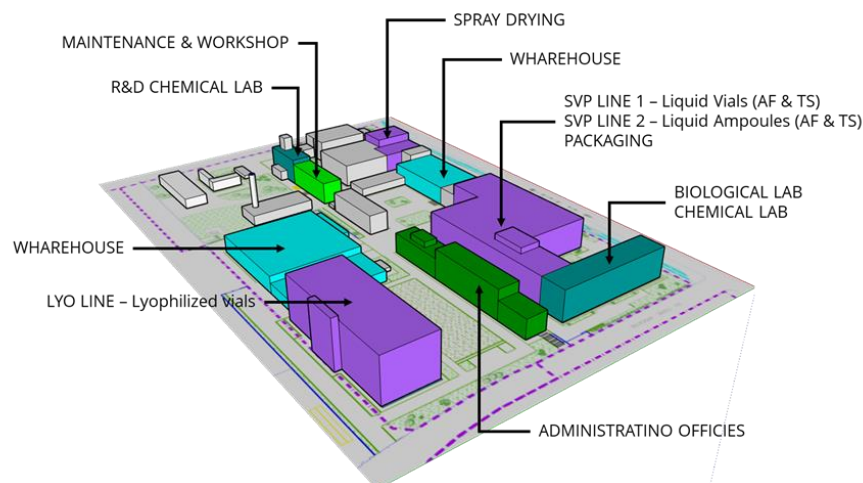 SPRAY DRYING
MAINTENANCE & WORKSHOP
WHAREHOUSE
R&D CHEMICAL LAB
SVP LINE 1 – Liquid Vials (AF & TS)
SVP LINE 2 – Liquid Ampoules (AF & TS)
PACKAGING
BIOLOGICAL LAB
CHEMICAL LAB
WHAREHOUSE
LYO LINE – Lyophilized vials
ADMINISTRATINO OFFICIES